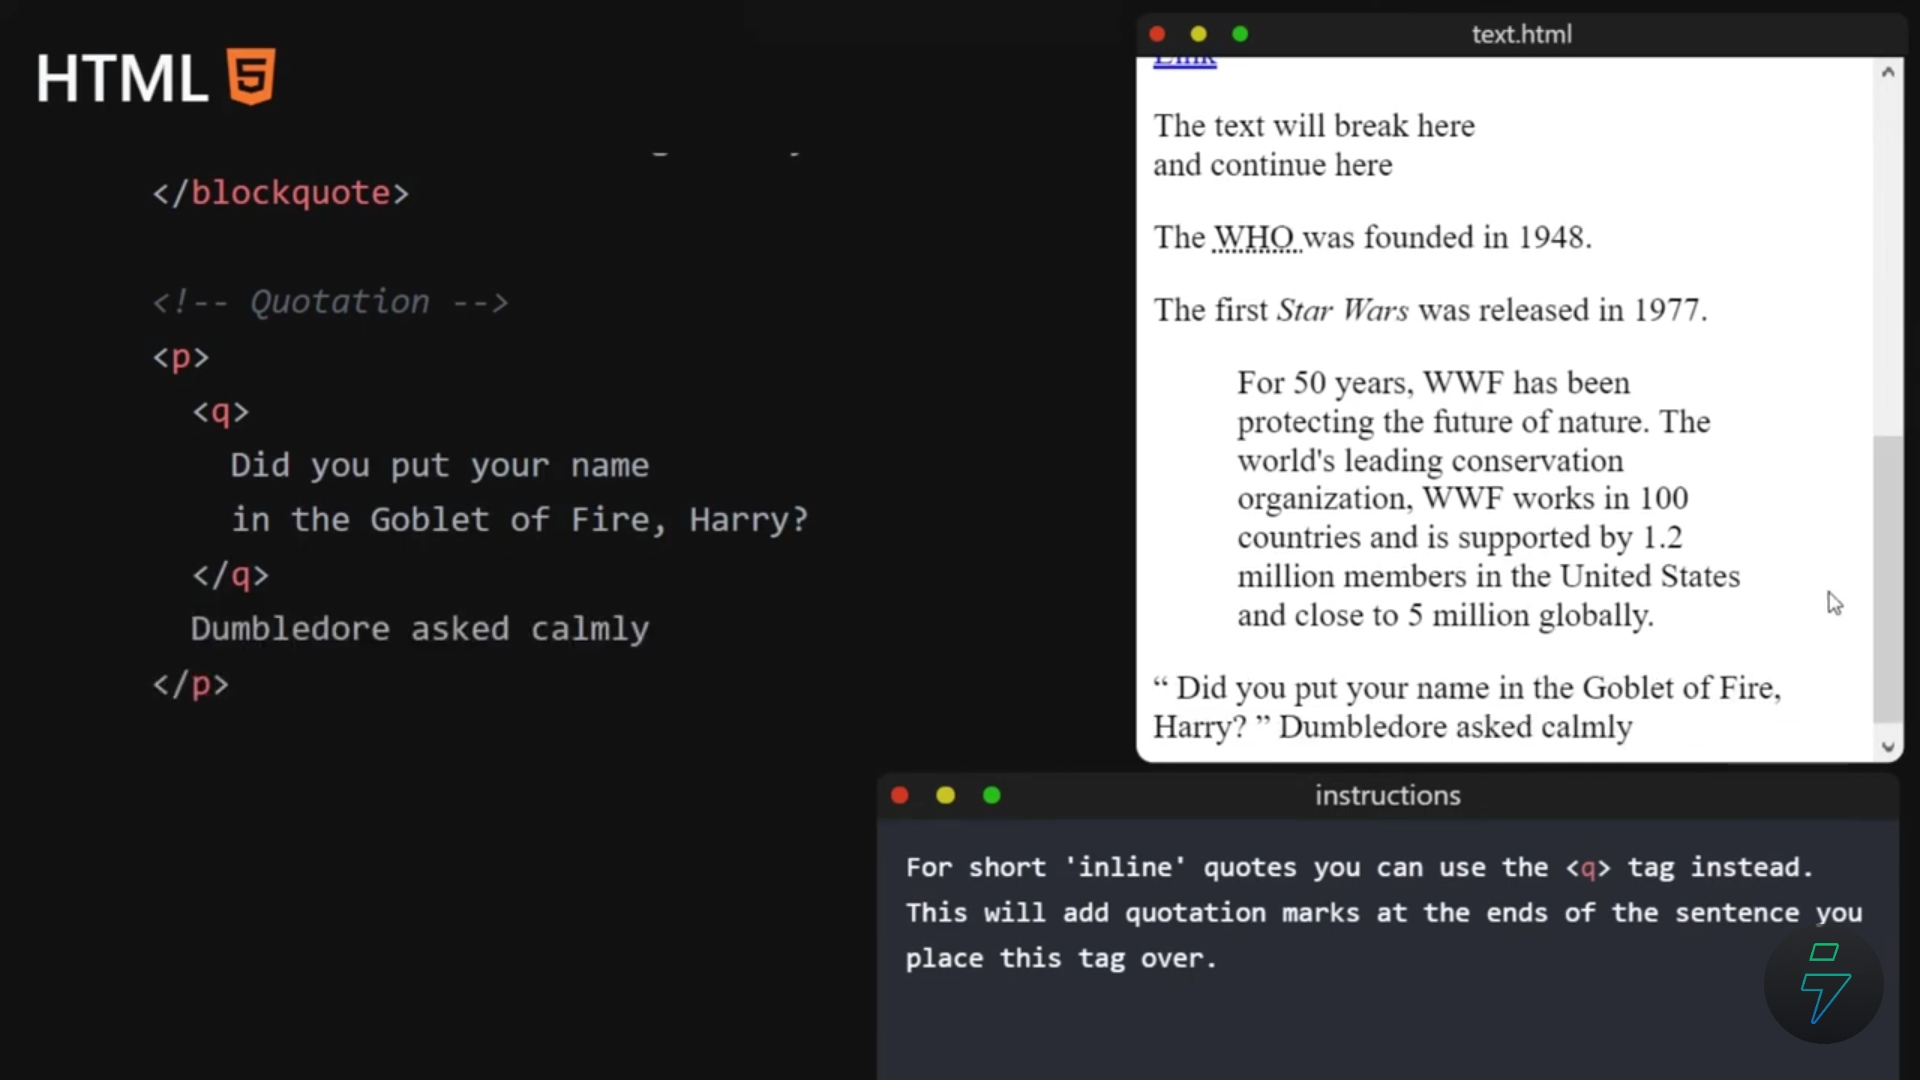 HTML 5
</blockquote>
<!-- Quotation -->
<p>
<q>
Did you put your name
in the Goblet of Fire, Harry?
</q>
Dumbledore asked calmly
</p>
text.html
Link
The text will break here
and continue here
The WHO was founded in 1948.
The first Star Wars was released in 1977.
For 50 years, WWF has been
protecting the future of nature. The
world's leading conservation
organization, WWF works in 100
countries and is supported by 1.2
million members in the United States
and close to 5 million globally.
“ Did you put your name in the Goblet of Fire,
Harry? ” Dumbledore asked calmly
instructions
For short 'inline' quotes you can use the <q> tag instead.
This will add quotation marks at the ends of the sentence you
place this tag over.